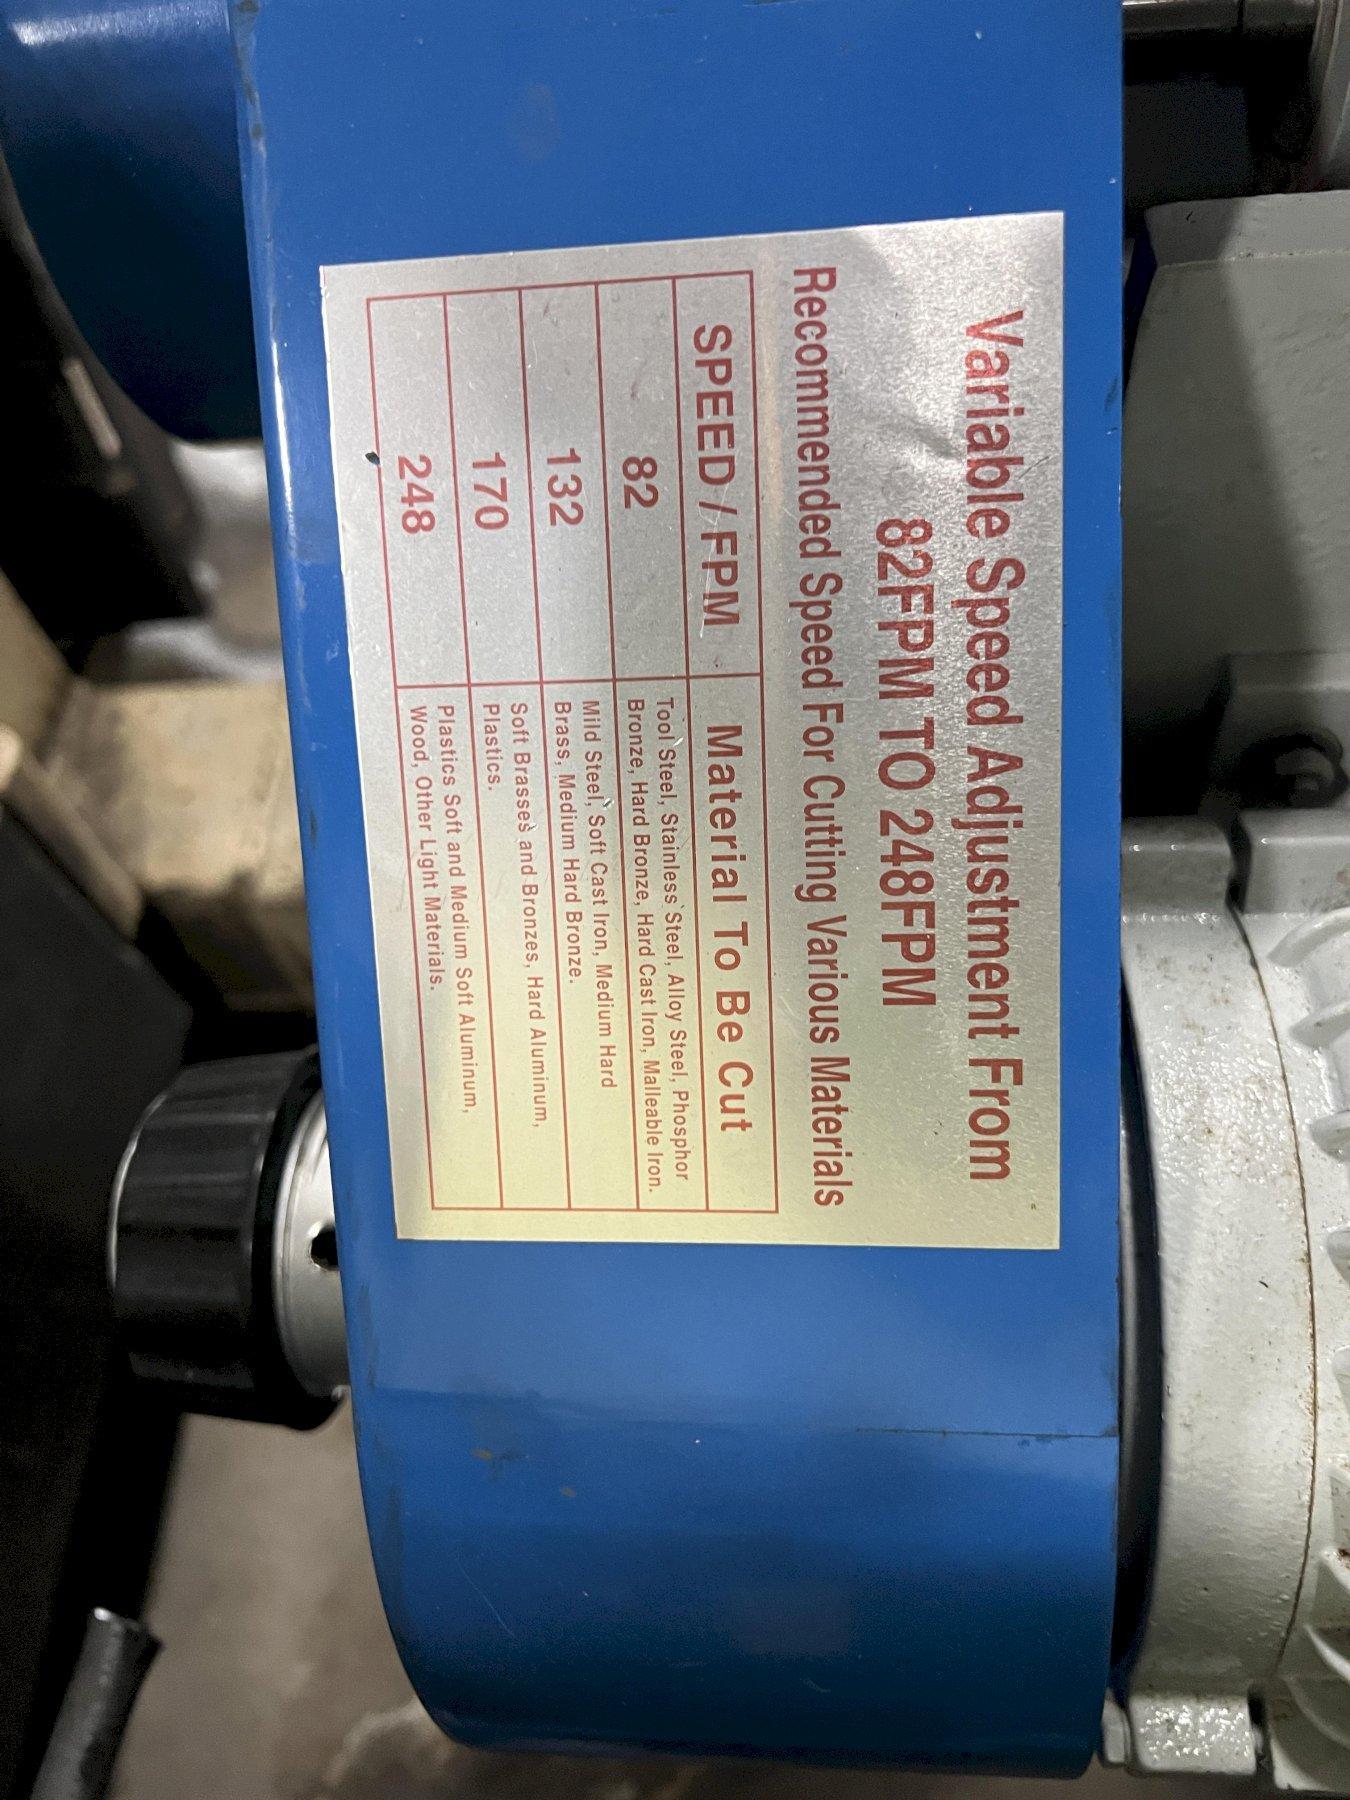 Variable Speed Adjustment From
82FPM TO 248FPM
Recommended Speed For Cutting Various Materials
SPEED / FPM
Material To Be Cut
82
Tool Steel, Stainless Steel, Alloy Steel, Phosphor
Bronze, Hard Bronze, Hard Cast Iron, Malleable Iron.
132
Mild Steel, Soft Cast Iron, Medium Hard
Brass, Medium Hard Bronze.
170
Soft Brasses and Bronzes, Hard Aluminum,
Plastics.
248
Plastics Soft and Medium Soft Aluminum,
Wood, Other Light Materials.